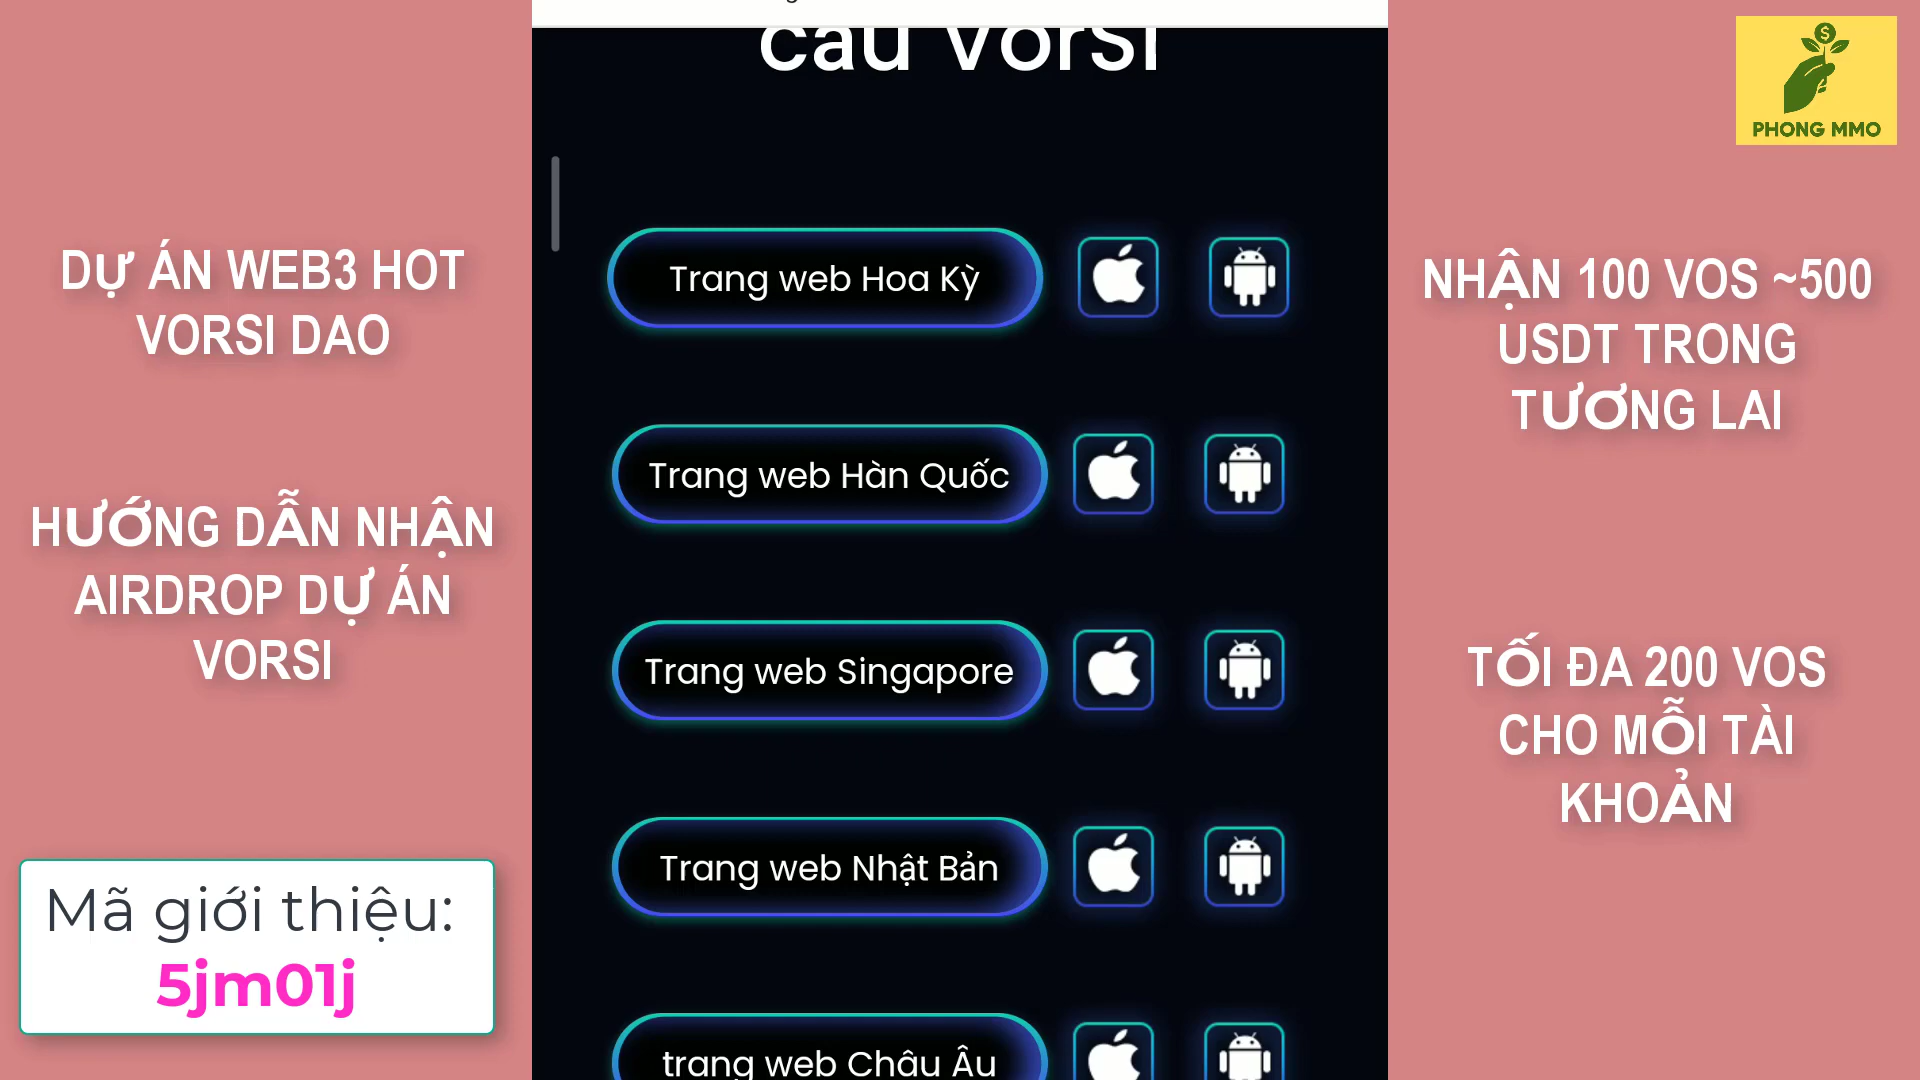 cầu Vorsi
PHONG MMO
DỰ ÁN WEB3 HOT
VORSI DAO
HƯỚNG DẪN NHẬN
AIRDROP DỰ ÁN
VORSI
Mã giới thiệu:
5jm01j
Trang web Hoa Kỳ
Trang web Hàn Quốc
Trang web Singapore
Trang web Nhật Bản
trang web Châu Âu
NHẬN 100 VOS ~500
USDT TRONG
TƯƠNG LAI
TỐI ĐA 200 VOS
CHO MỖI TÀI
KHOẢN